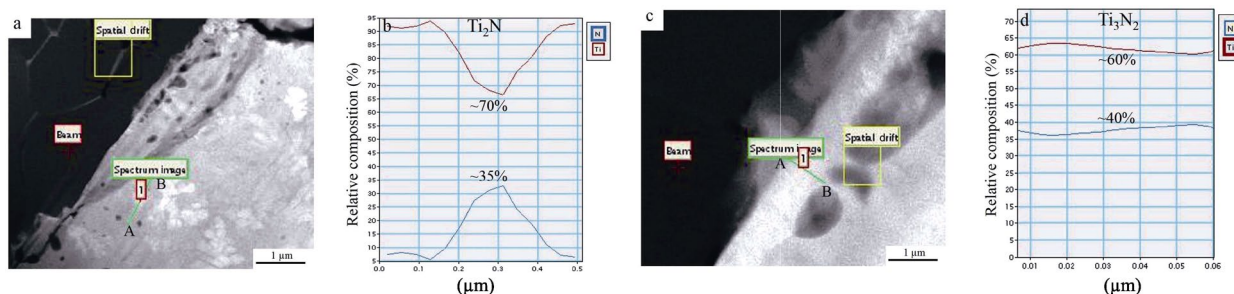 a
Spatial drift
Beam
Spectrum image
1
B
A
1 µm
b
Ti₂N
Relative composition (%)
95
90
85
80
75
70
65
60
55
50
45
40
35
30
25
20
15
10
5
~70%
~35%
0.0 0.1 0.2 0.3 0.4 0.5
(µm)
N
Ti
c
Beam
Spectrum image
A
1
Spatial drift
B
1 µm
d
Ti₃N₂
Relative composition (%)
70
65
60
55
50
45
40
35
30
25
20
15
10
5
0
~60%
~40%
0.01 0.02 0.03 0.04 0.05 0.06
(µm)
N
Ti